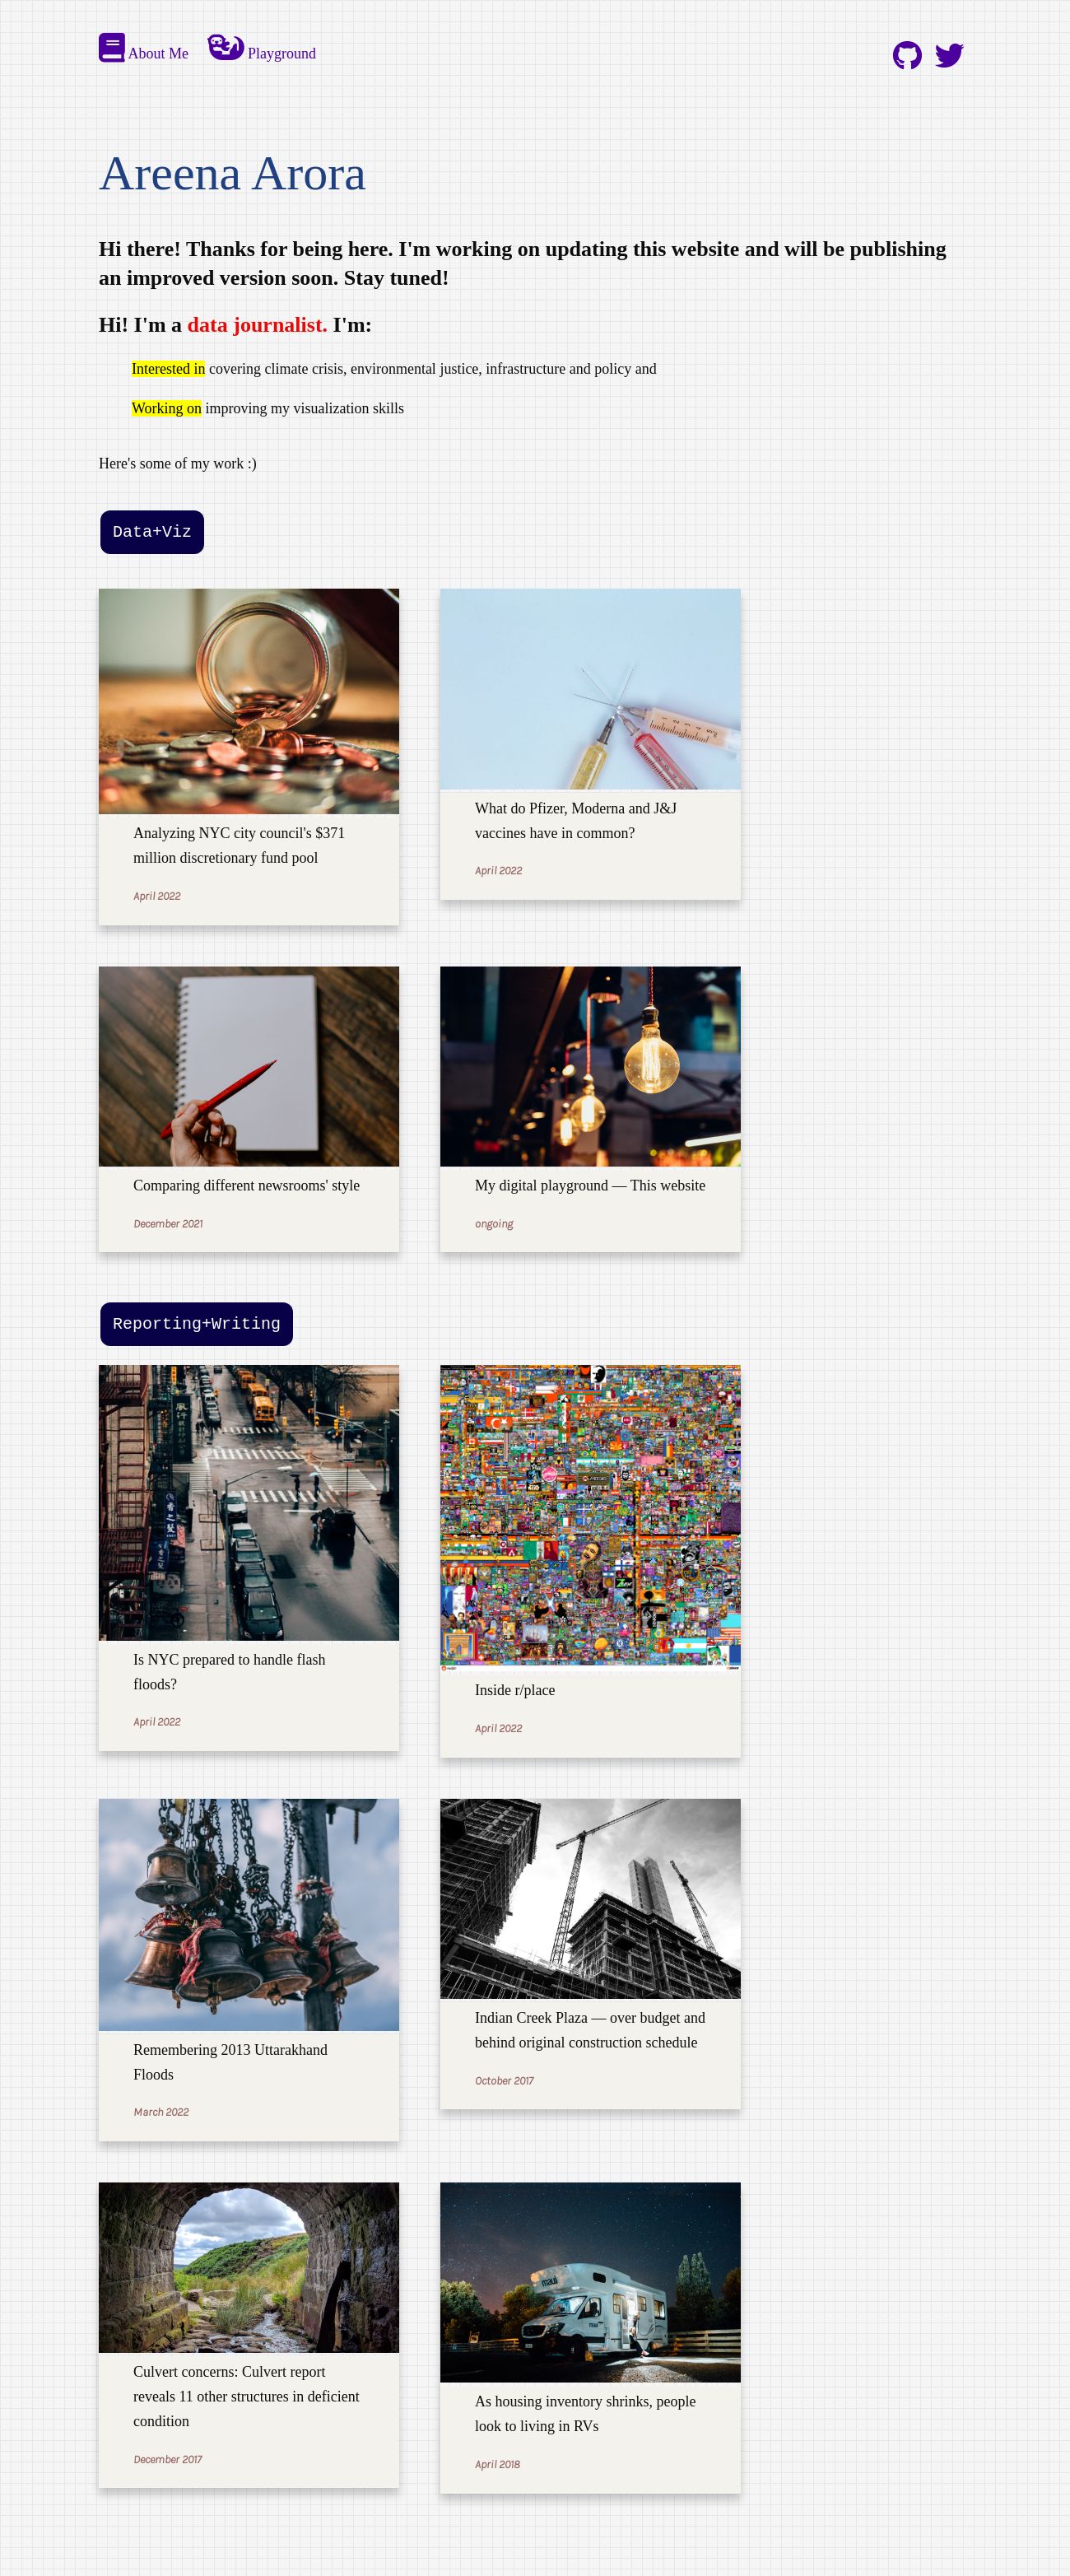 About Me Playground
Areena Arora
Hi there! Thanks for being here. I'm working on updating this website and will be publishing
an improved version soon. Stay tuned!
Hi! I'm a data journalist. I'm:
Interested in covering climate crisis, environmental justice, infrastructure and policy and
Working on improving my visualization skills
Here's some of my work :)
Data+Viz
Analyzing NYC city council's $371
million discretionary fund pool
April 2022
What do Pfizer, Moderna and J&J
vaccines have in common?
April 2022
Comparing different newsrooms' style
December 2021
My digital playground — This website
ongoing
Reporting+Writing
Is NYC prepared to handle flash
floods?
April 2022
Inside r/place
April 2022
Remembering 2013 Uttarakhand
Floods
March 2022
Indian Creek Plaza — over budget and
behind original construction schedule
October 2017
Culvert concerns: Culvert report
reveals 11 other structures in deficient
condition
December 2017
As housing inventory shrinks, people
look to living in RVs
April 2018